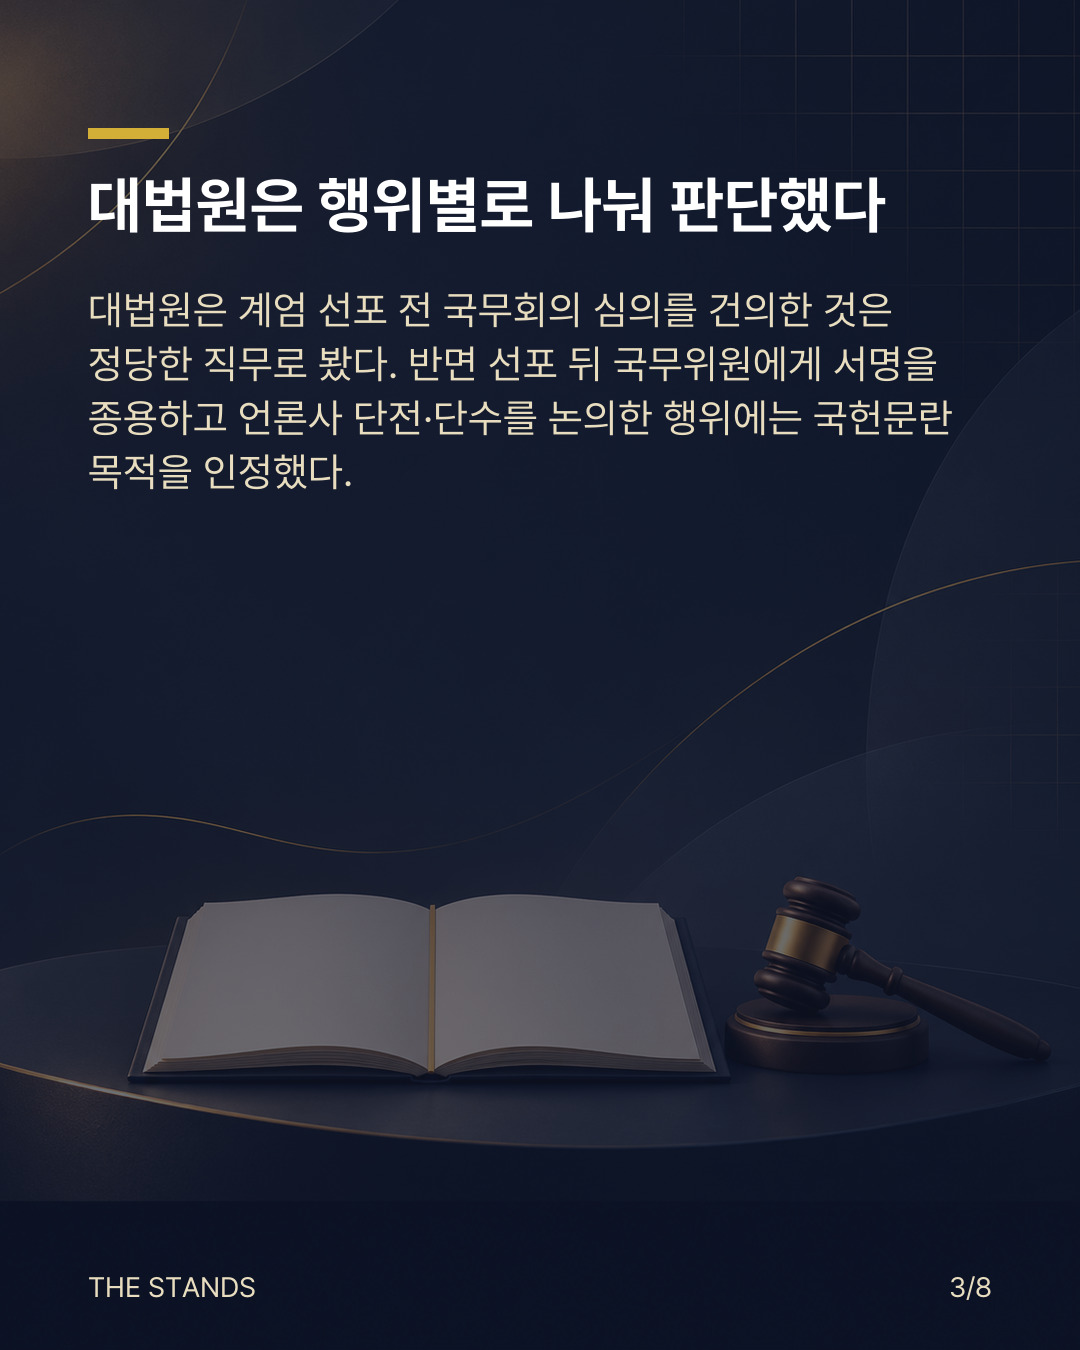 대법원은 행위별로 나눠 판단했다
대법원은 계엄 선포 전 국무회의 심의를 건의한 것은
정당한 직무로 봤다. 반면 선포 뒤 국무위원에게 서명을
종용하고 언론사 단전·단수를 논의한 행위에는 국헌문란
목적을 인정했다.
THE STANDS
3/8